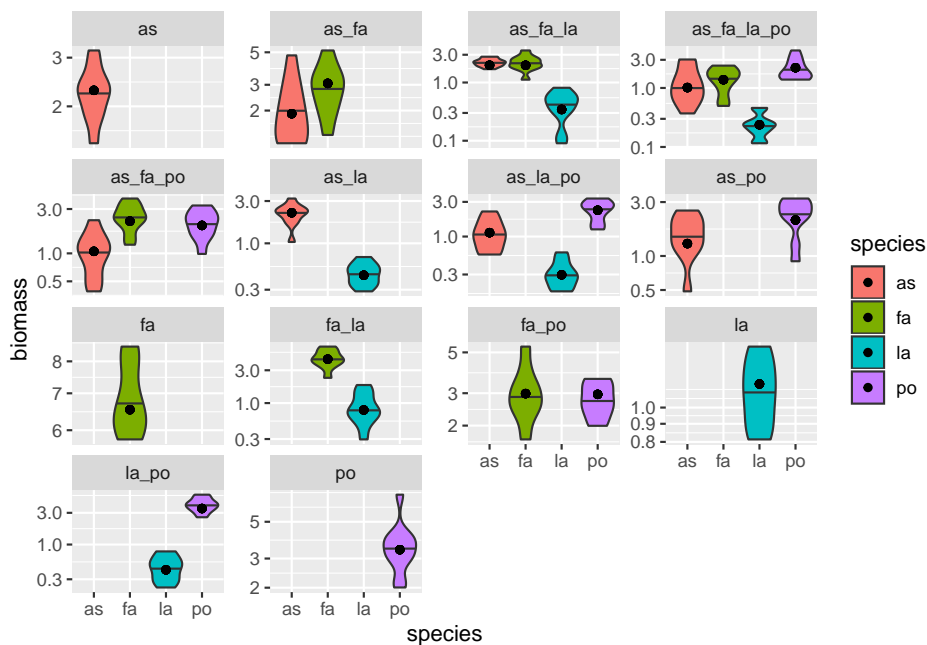 as
as_fa
as_fa_la
as_fa_la_po
3
2
5
3
2
3.0
1.0
0.3
0.1
3.0
1.0
0.3
0.1
as_fa_po
as_la
as_la_po
as_po
3.0
1.0
0.5
3.0
1.0
0.3
3.0
1.0
0.3
3.0
1.0
0.5
fa
fa_la
fa_po
la
8
7
6
3.0
1.0
0.3
5
3
2
1.0
0.9
0.8
as fa la po
as fa la po
la_po
po
3.0
1.0
0.3
5
3
2
as fa la po
as fa la po
species
biomass
species
as
fa
la
po